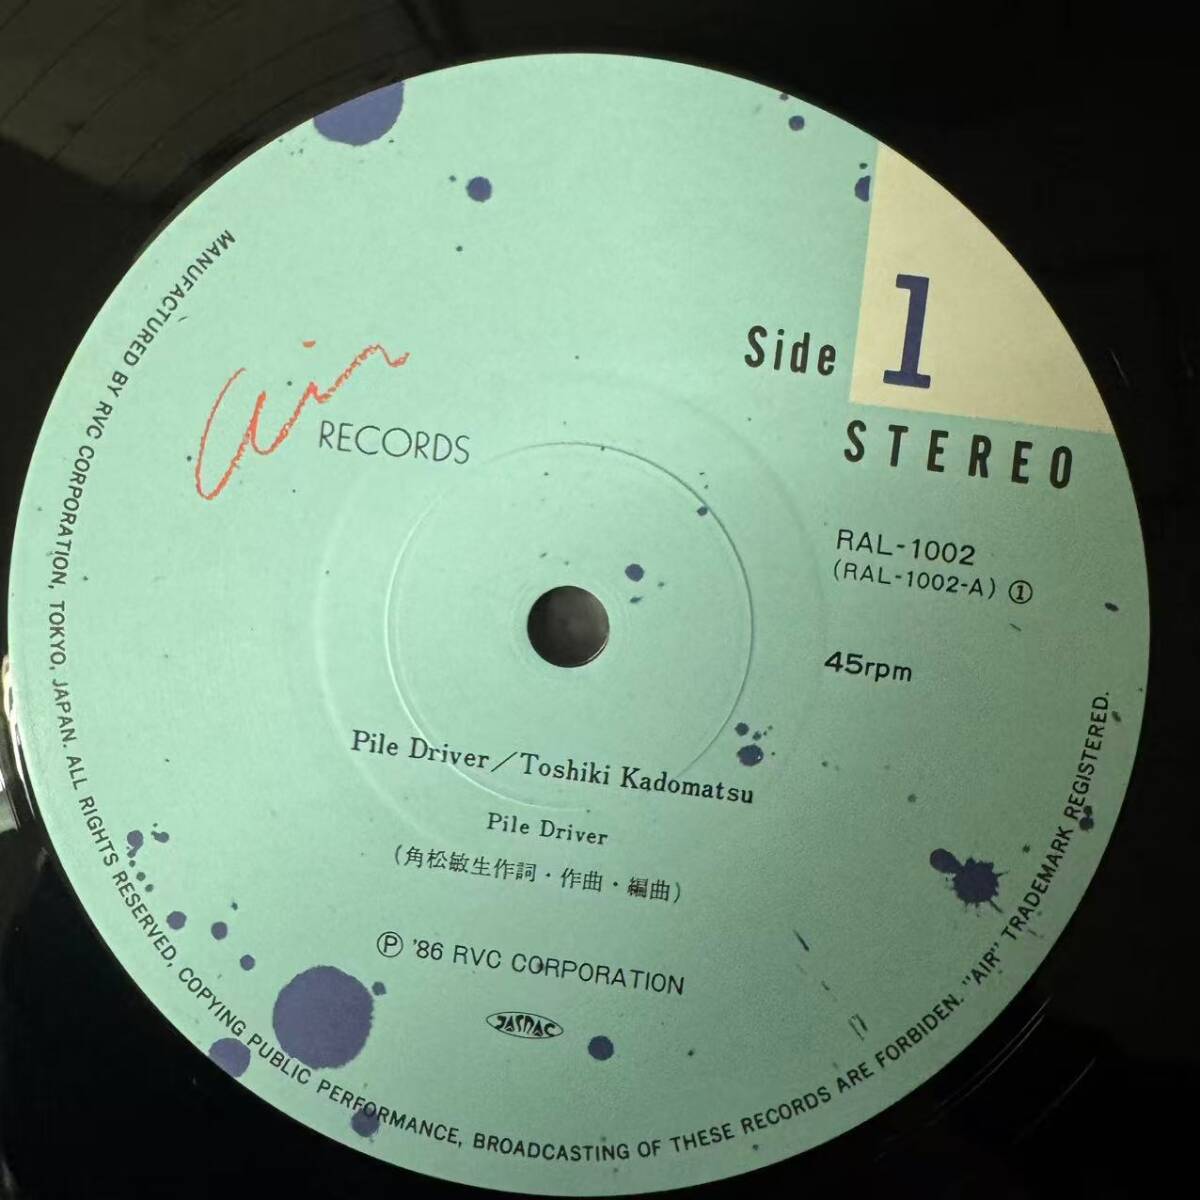 Air
RECORDS
Side 1
STEREO
RAL-1002
(RAL-1002-A) ①
45rpm
Pile Driver／Toshiki Kadomatsu
Pile Driver
(角松敏生作詞・作曲・編曲)
Ⓟ '86 RVC CORPORATION
JASRAC
MANUFACTURED BY RVC CORPORATION, TOKYO, JAPAN. ALL RIGHTS RESERVED, COPYING PUBLIC PERFORMANCE, BROADCASTING OF THESE RECORDS ARE FORBIDDEN. "AIR" TRADEMARK REGISTERED.